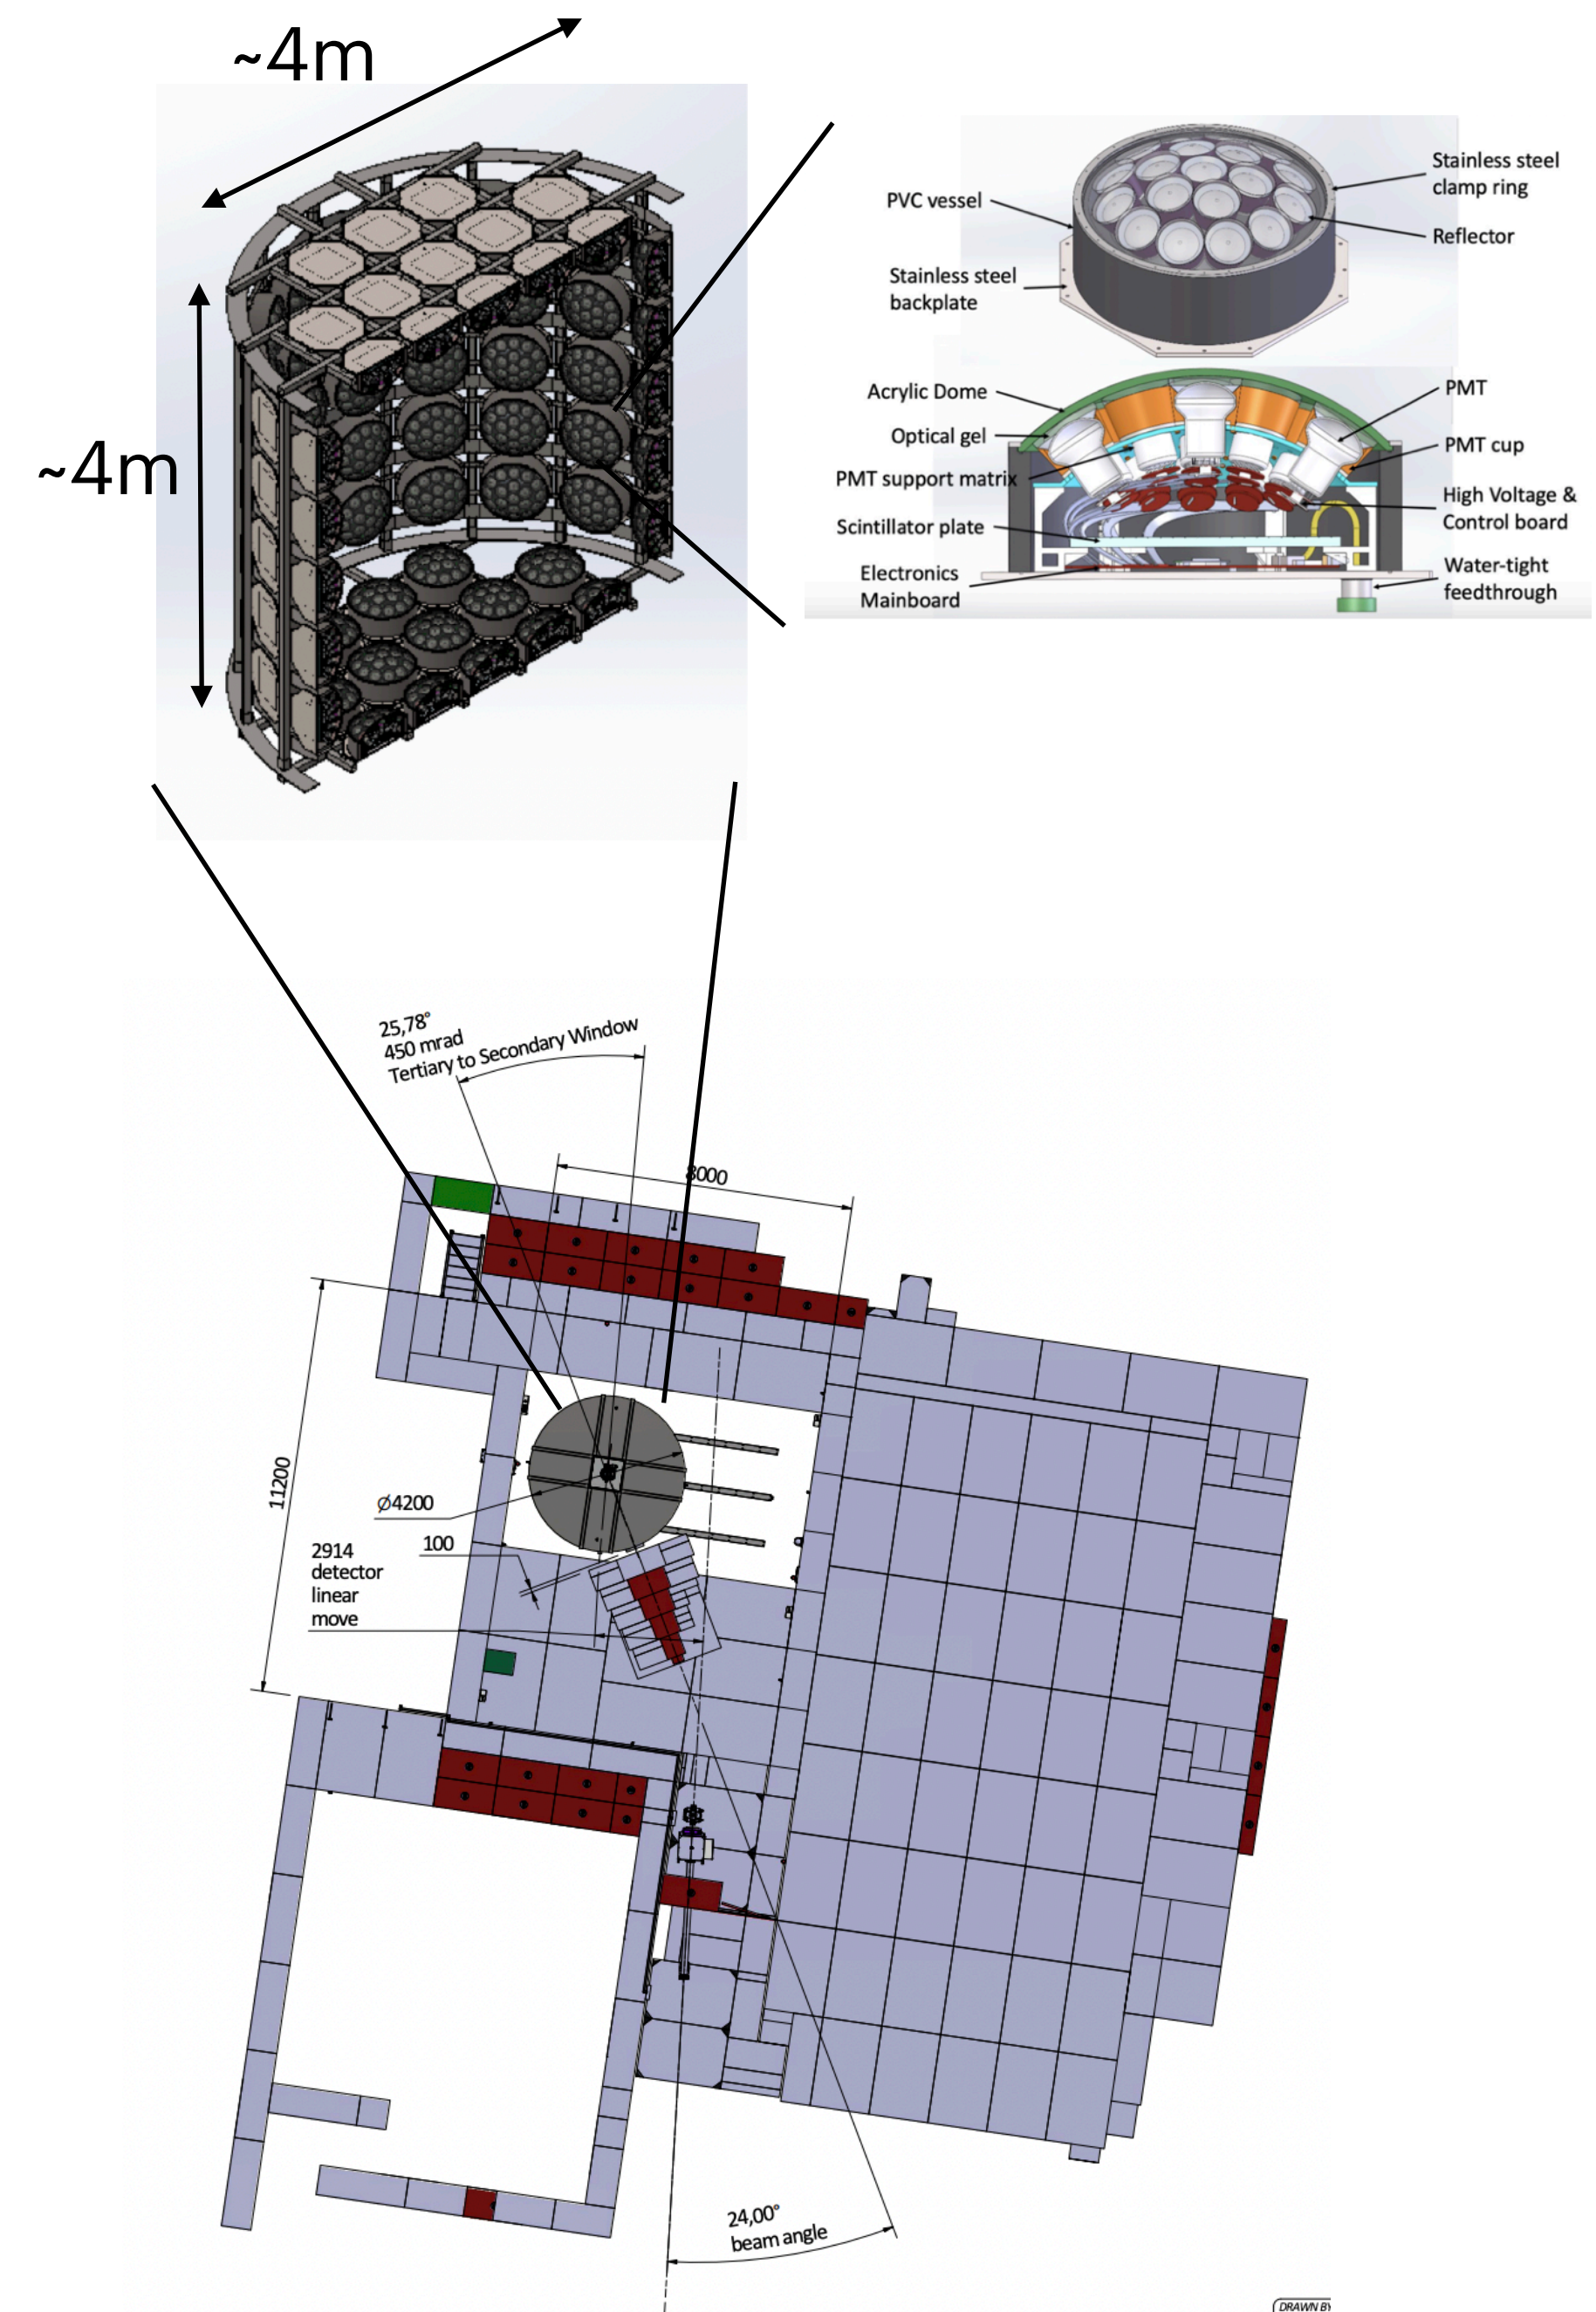 ~4m
~4m
PVC vessel
Stainless steel
backplate
Stainless steel
clamp ring
Reflector
Acrylic Dome
Optical gel
PMT support matrix
Scintillator plate
Electronics
Mainboard
PMT
PMT cup
High Voltage &
Control board
Water-tight
feedthrough
25,78°
450 mrad
Tertiary to Secondary Window
8000
11200
Ø4200
100
2914
detector
linear
move
24,00°
beam angle
DRAWN BY